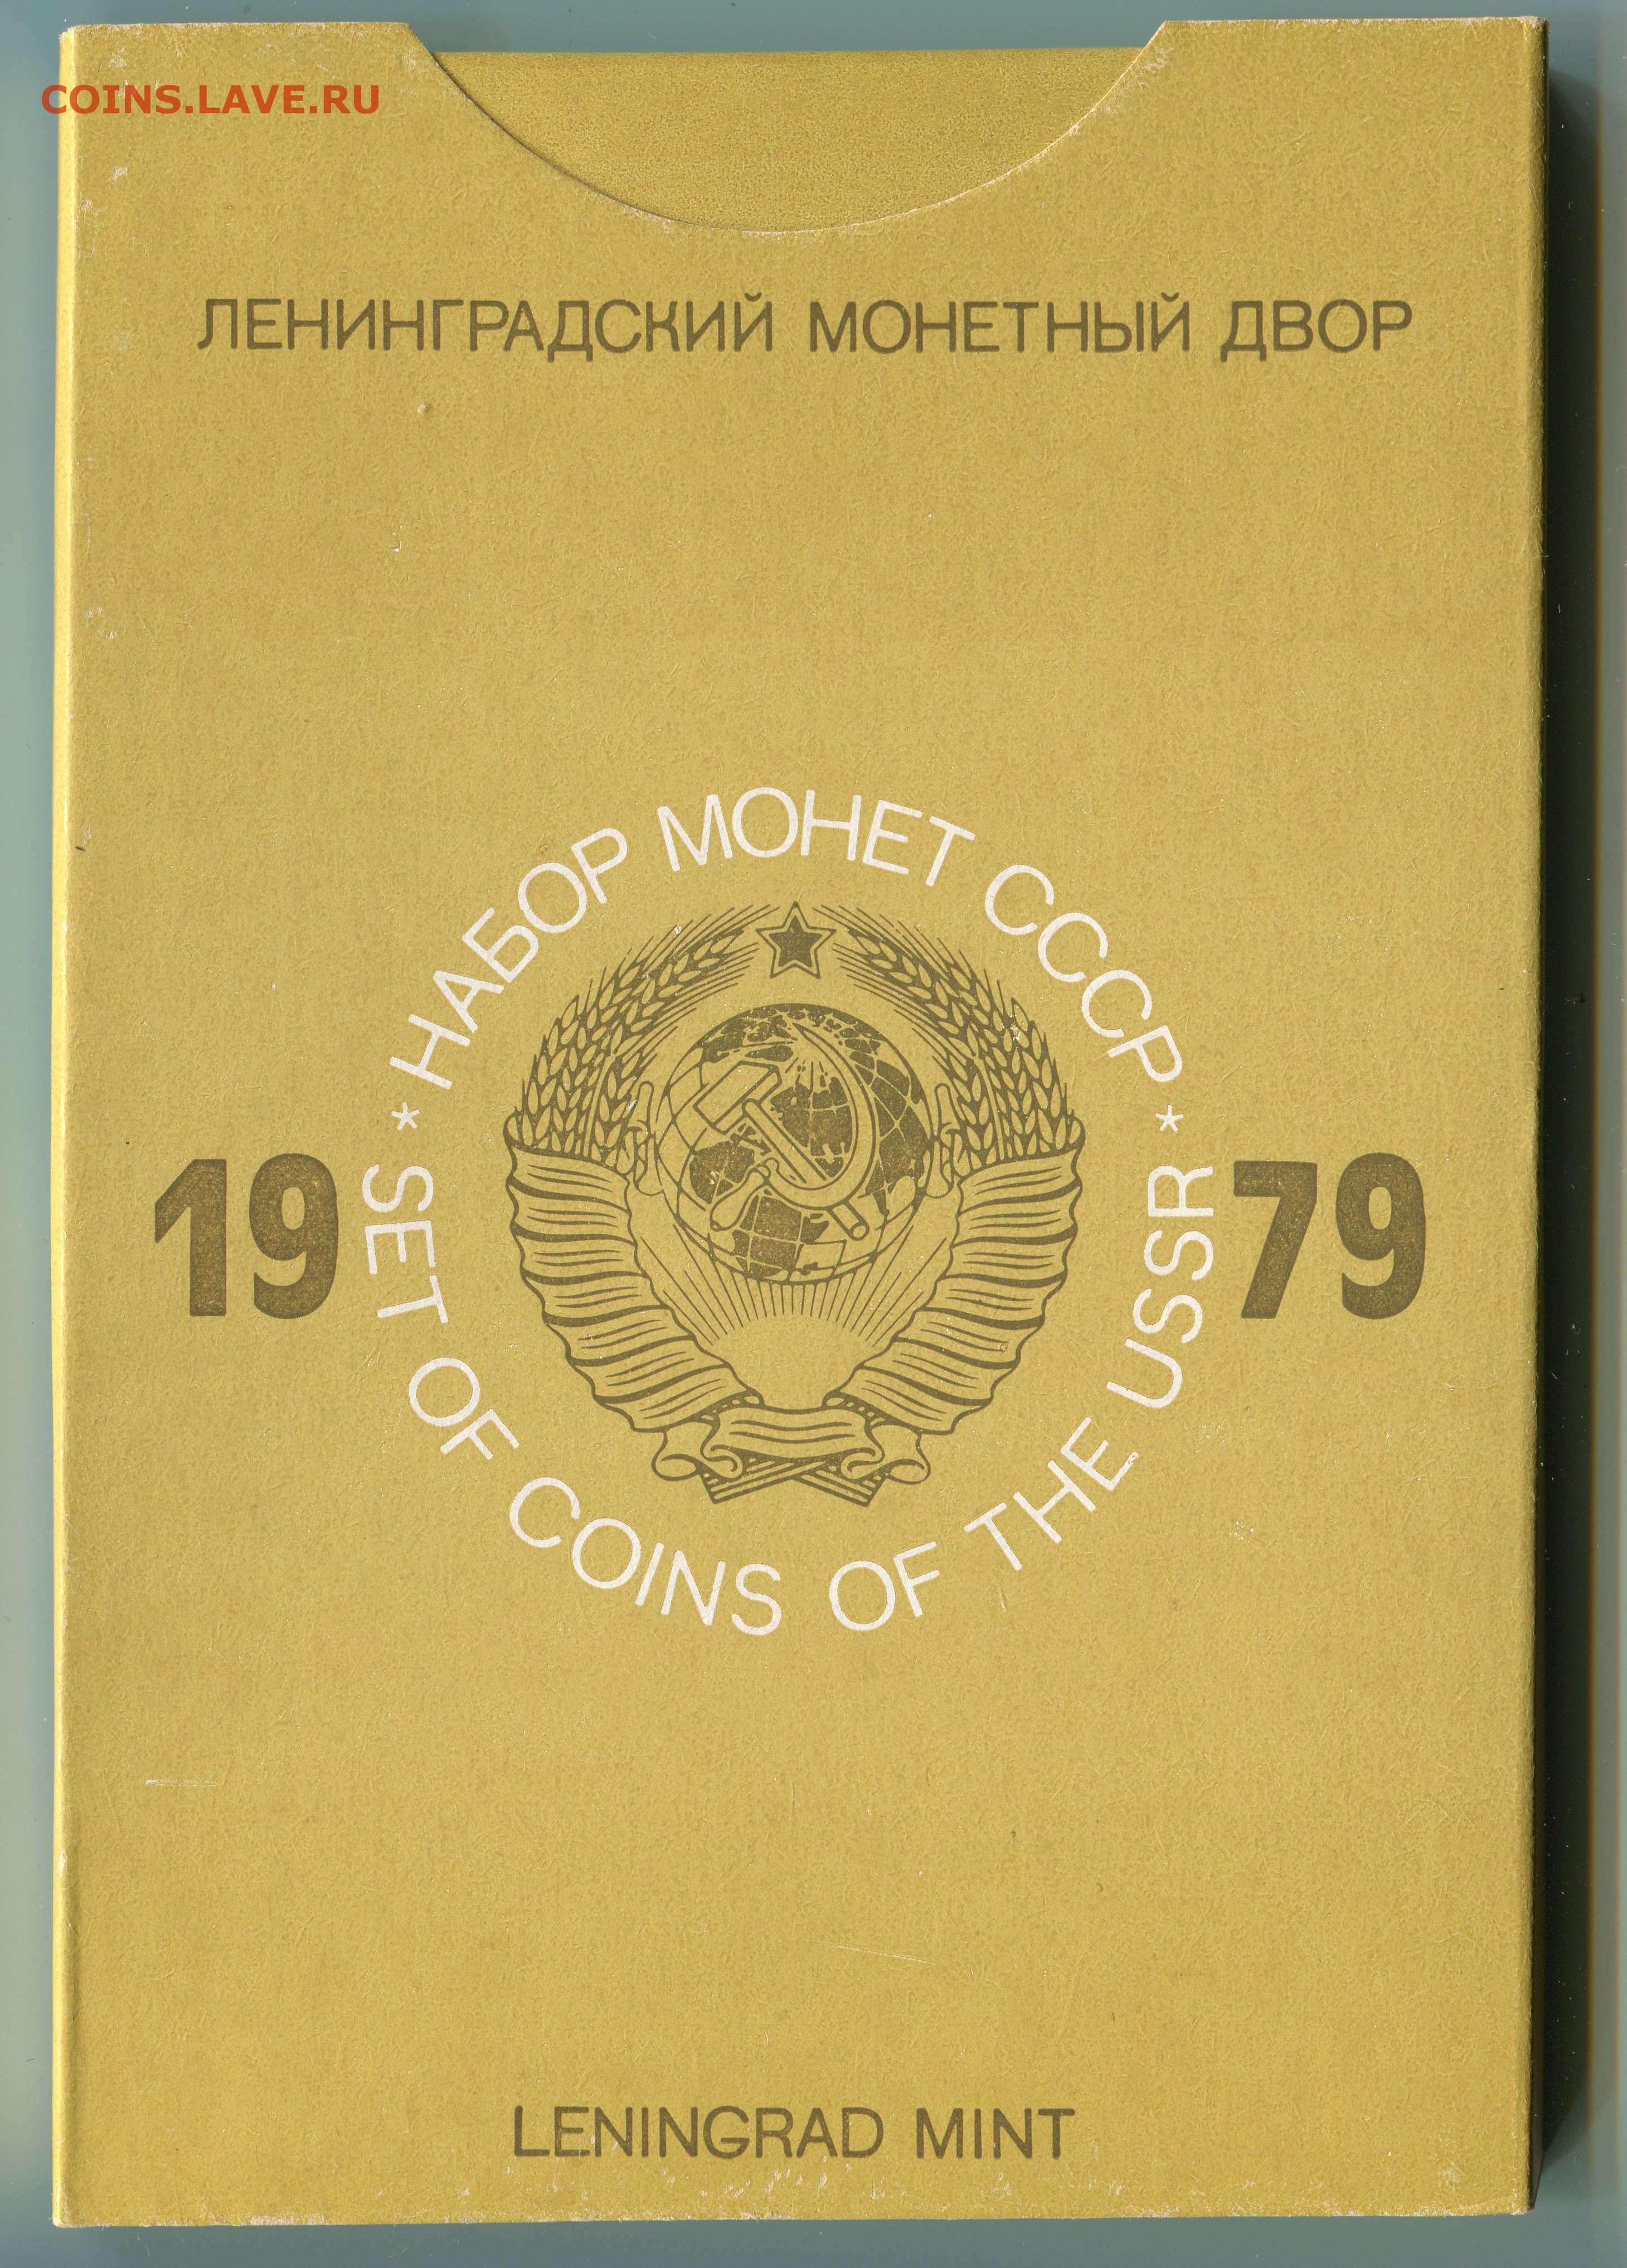 COINS.LAVE.RU
ЛЕНИНГРАДСКИЙ МОНЕТНЫЙ ДВОР
* НАБОР МОНЕТ СССР *
19
79
SET OF COINS OF THE USSR
LENINGRAD MINT